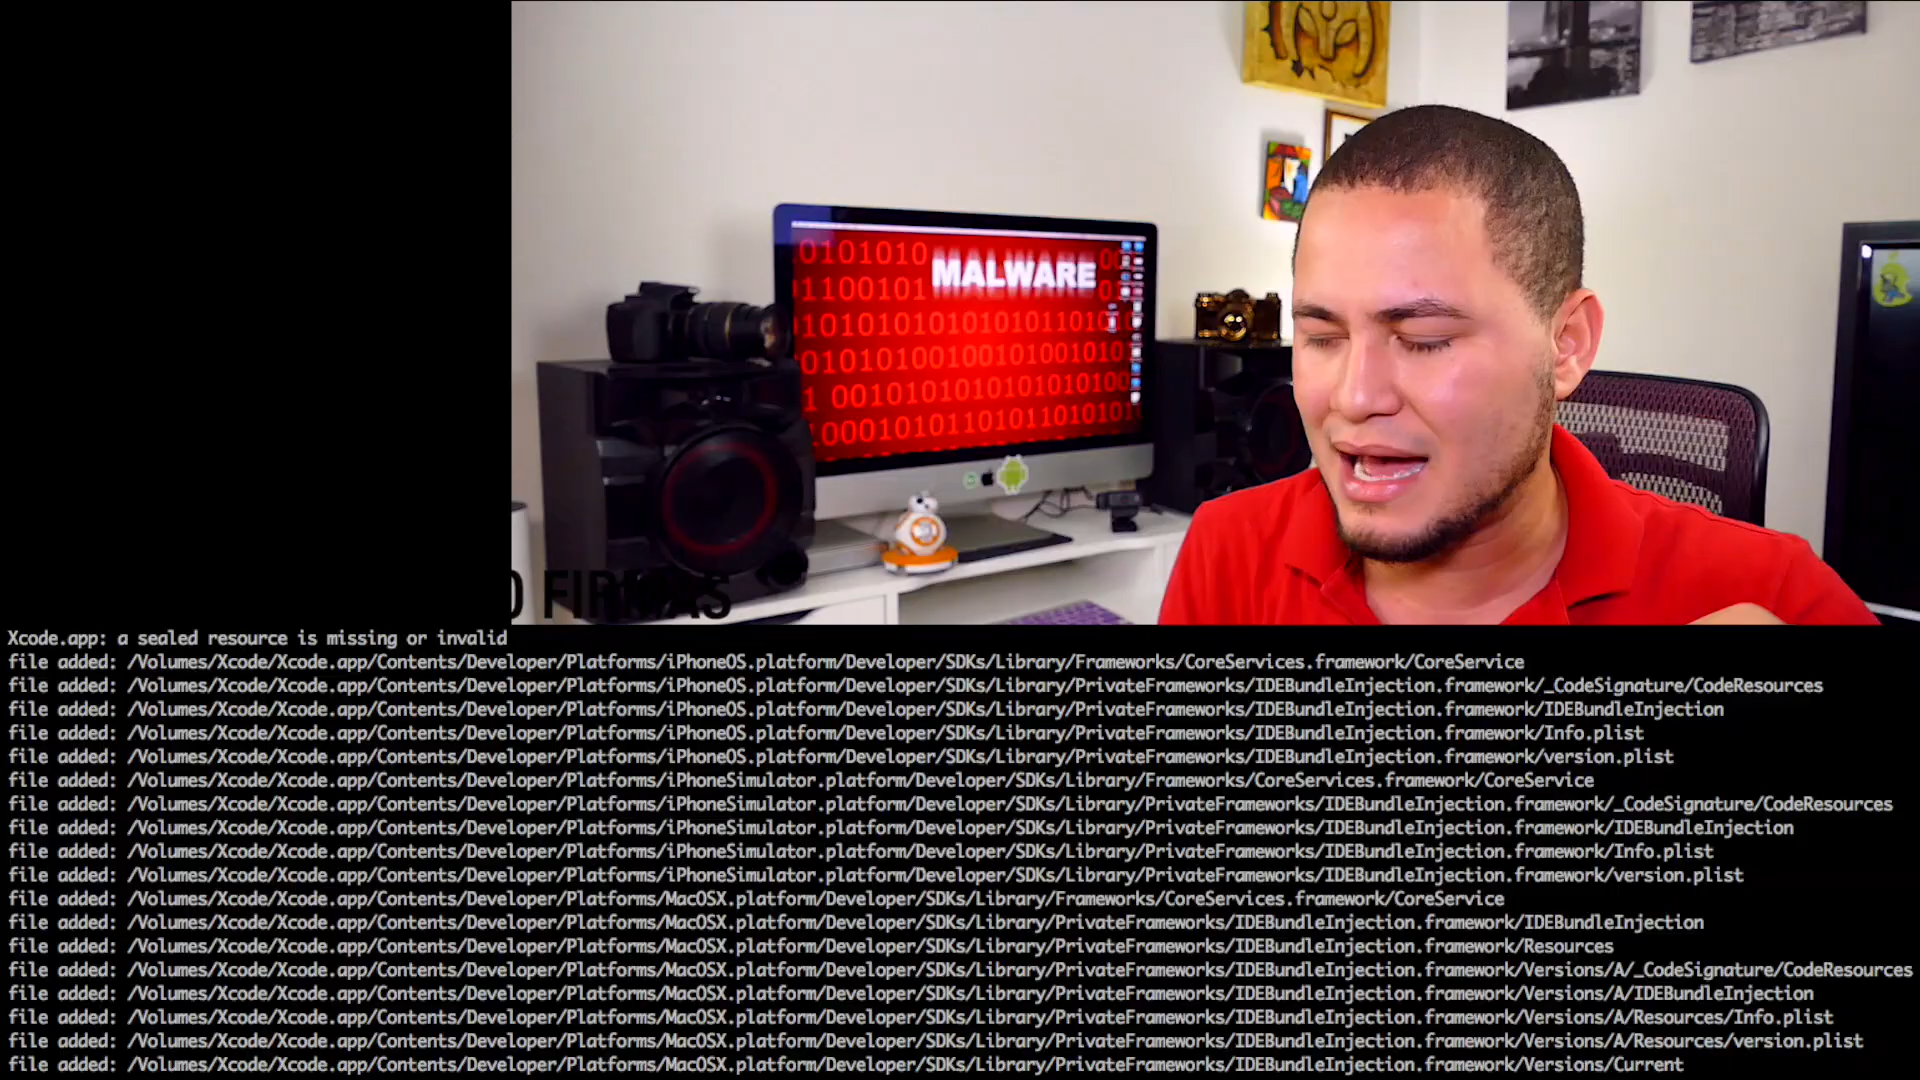 0101010
MALWARE
1100101
FIRMAS
Xcode.app: a sealed resource is missing or invalid
file added: /Volumes/Xcode/Xcode.app/Contents/Developer/Platforms/iPhoneOS.platform/Developer/SDKs/Library/Frameworks/CoreServices.framework/CoreService
file added: /Volumes/Xcode/Xcode.app/Contents/Developer/Platforms/iPhoneOS.platform/Developer/SDKs/Library/PrivateFrameworks/IDEBundleInjection.framework/_CodeSignature/CodeResources
file added: /Volumes/Xcode/Xcode.app/Contents/Developer/Platforms/iPhoneOS.platform/Developer/SDKs/Library/PrivateFrameworks/IDEBundleInjection.framework/IDEBundleInjection
file added: /Volumes/Xcode/Xcode.app/Contents/Developer/Platforms/iPhoneOS.platform/Developer/SDKs/Library/PrivateFrameworks/IDEBundleInjection.framework/Info.plist
file added: /Volumes/Xcode/Xcode.app/Contents/Developer/Platforms/iPhoneOS.platform/Developer/SDKs/Library/PrivateFrameworks/IDEBundleInjection.framework/version.plist
file added: /Volumes/Xcode/Xcode.app/Contents/Developer/Platforms/iPhoneSimulator.platform/Developer/SDKs/Library/Frameworks/CoreServices.framework/CoreService
file added: /Volumes/Xcode/Xcode.app/Contents/Developer/Platforms/iPhoneSimulator.platform/Developer/SDKs/Library/PrivateFrameworks/IDEBundleInjection.framework/_CodeSignature/CodeResources
file added: /Volumes/Xcode/Xcode.app/Contents/Developer/Platforms/iPhoneSimulator.platform/Developer/SDKs/Library/PrivateFrameworks/IDEBundleInjection.framework/IDEBundleInjection
file added: /Volumes/Xcode/Xcode.app/Contents/Developer/Platforms/iPhoneSimulator.platform/Developer/SDKs/Library/PrivateFrameworks/IDEBundleInjection.framework/Info.plist
file added: /Volumes/Xcode/Xcode.app/Contents/Developer/Platforms/iPhoneSimulator.platform/Developer/SDKs/Library/PrivateFrameworks/IDEBundleInjection.framework/version.plist
file added: /Volumes/Xcode/Xcode.app/Contents/Developer/Platforms/MacOSX.platform/Developer/SDKs/Library/Frameworks/CoreServices.framework/CoreService
file added: /Volumes/Xcode/Xcode.app/Contents/Developer/Platforms/MacOSX.platform/Developer/SDKs/Library/PrivateFrameworks/IDEBundleInjection.framework/IDEBundleInjection
file added: /Volumes/Xcode/Xcode.app/Contents/Developer/Platforms/MacOSX.platform/Developer/SDKs/Library/PrivateFrameworks/IDEBundleInjection.framework/Resources
file added: /Volumes/Xcode/Xcode.app/Contents/Developer/Platforms/MacOSX.platform/Developer/SDKs/Library/PrivateFrameworks/IDEBundleInjection.framework/Versions/A/_CodeSignature/CodeResources
file added: /Volumes/Xcode/Xcode.app/Contents/Developer/Platforms/MacOSX.platform/Developer/SDKs/Library/PrivateFrameworks/IDEBundleInjection.framework/Versions/A/IDEBundleInjection
file added: /Volumes/Xcode/Xcode.app/Contents/Developer/Platforms/MacOSX.platform/Developer/SDKs/Library/PrivateFrameworks/IDEBundleInjection.framework/Versions/A/Resources/Info.plist
file added: /Volumes/Xcode/Xcode.app/Contents/Developer/Platforms/MacOSX.platform/Developer/SDKs/Library/PrivateFrameworks/IDEBundleInjection.framework/Versions/A/Resources/version.plist
file added: /Volumes/Xcode/Xcode.app/Contents/Developer/Platforms/MacOSX.platform/Developer/SDKs/Library/PrivateFrameworks/IDEBundleInjection.framework/Versions/Current